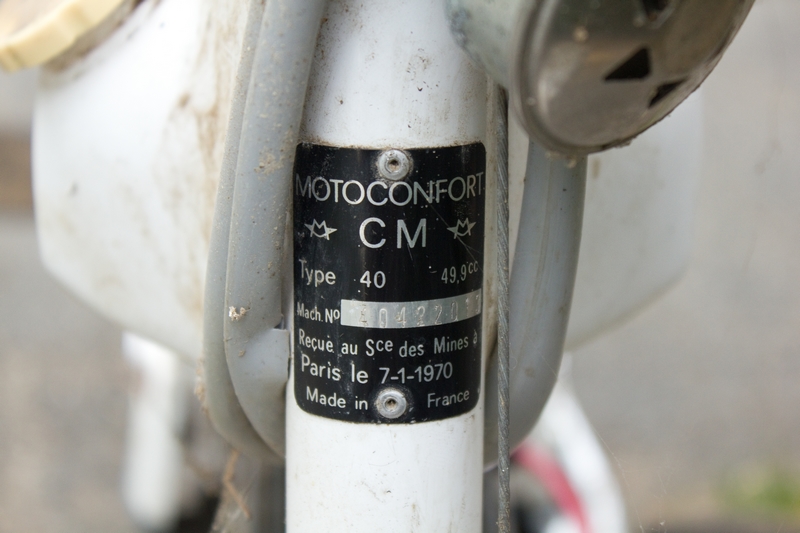 MOTOCONFORT
CM
Type 40 49,9cc
Mach. No
Reçue au Sce des Mines à
Paris le 7-1-1970
Made in France